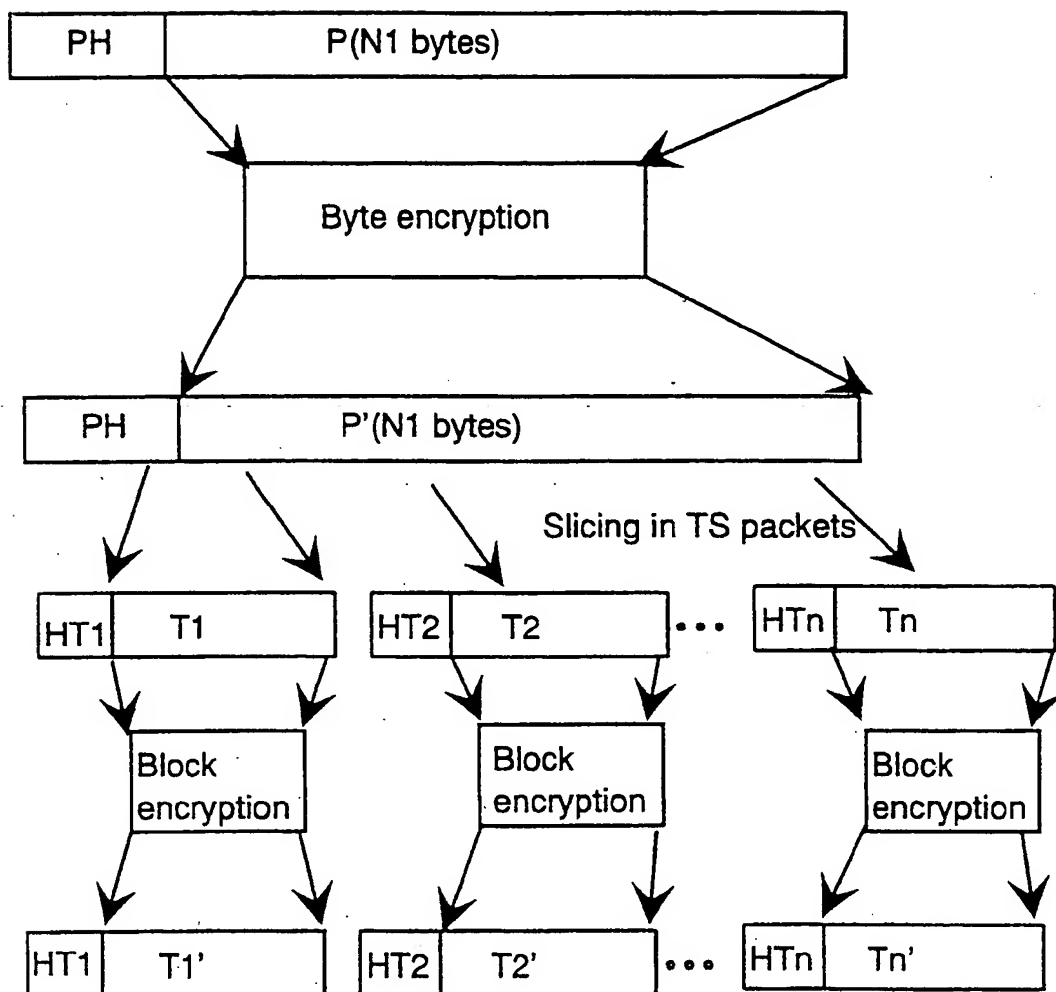 PH P(N1 bytes)
Byte encryption
PH P'(N1 bytes)
Slicing in TS packets
HT1 T1 HT2 T2 ••• HTn Tn
Block encryption
Block encryption
Block encryption
HT1 T1' HT2 T2' ••• HTn Tn'